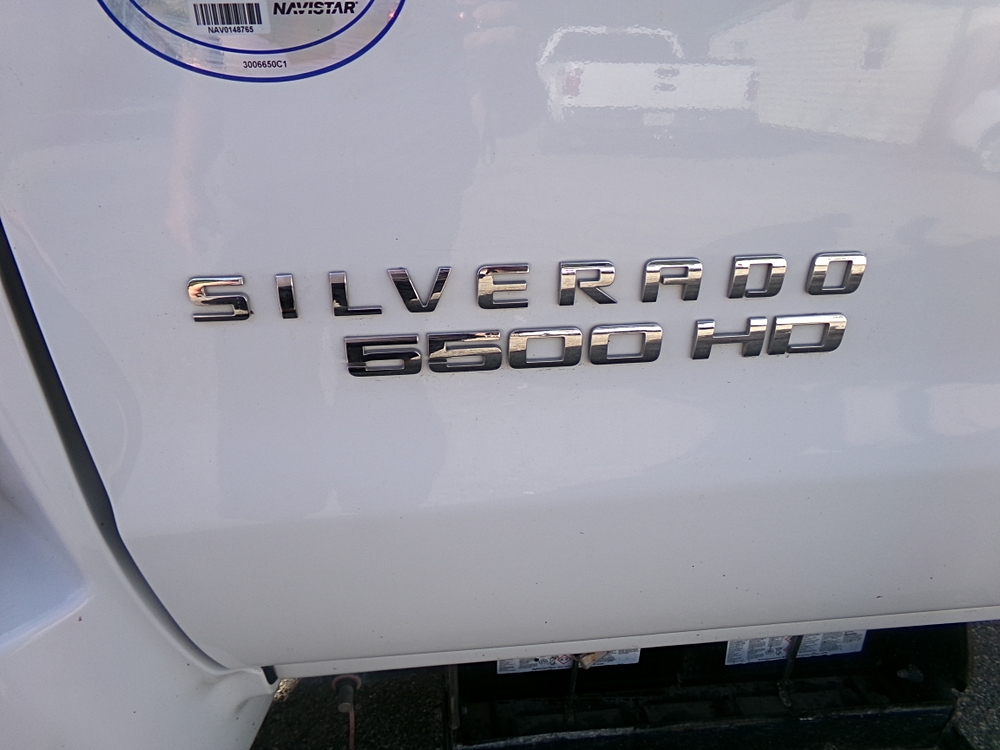 NAVISTAR
NAV0148765
3006650C1
SILVERADO
5500 HD